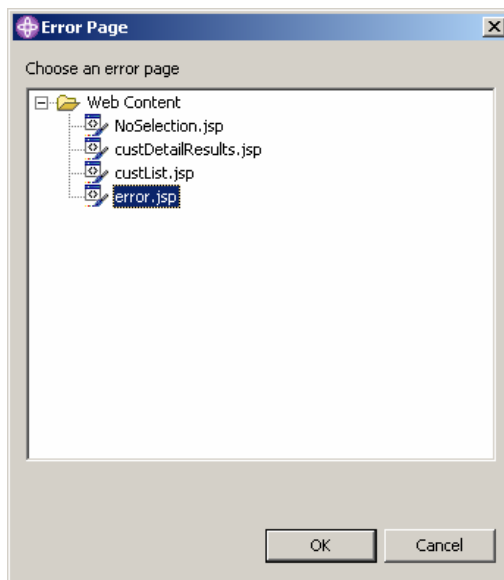 Error Page
Choose an error page
Web Content
NoSelection.jsp
custDetailResults.jsp
custList.jsp
error.jsp
OK
Cancel